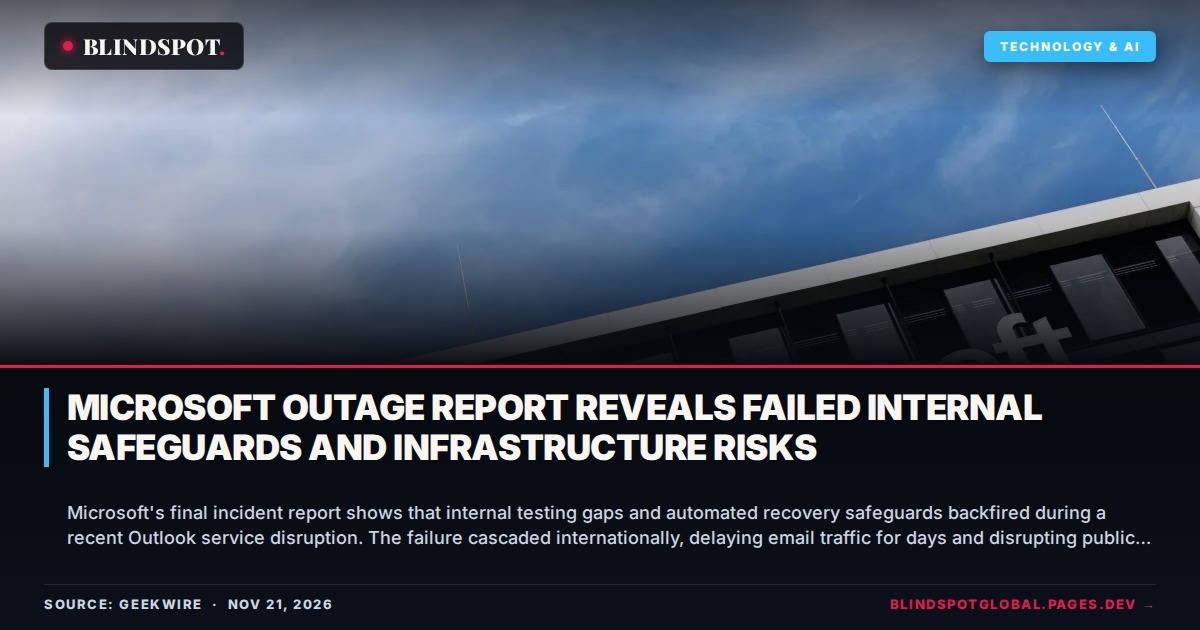 BLINDSPOT.
TECHNOLOGY & AI
oft
MICROSOFT OUTAGE REPORT REVEALS FAILED INTERNAL
SAFEGUARDS AND INFRASTRUCTURE RISKS
Microsoft's final incident report shows that internal testing gaps and automated recovery safeguards backfired during a
recent Outlook service disruption. The failure cascaded internationally, delaying email traffic for days and disrupting public...
SOURCE: GEEKWIRE · NOV 21, 2026
BLINDSPOTGLOBAL.PAGES.DEV →